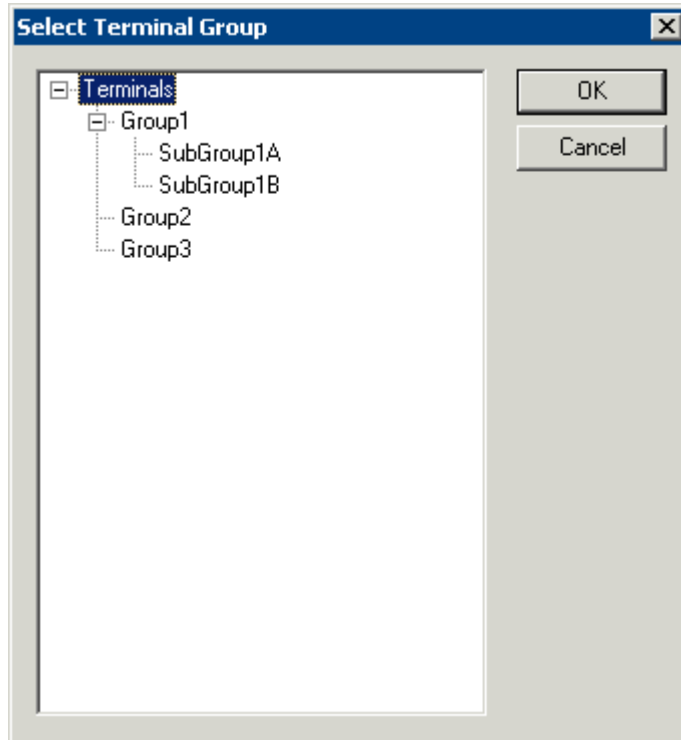 Select Terminal Group
Terminals
OK
Group1
Cancel
SubGroup1A
SubGroup1B
Group2
Group3